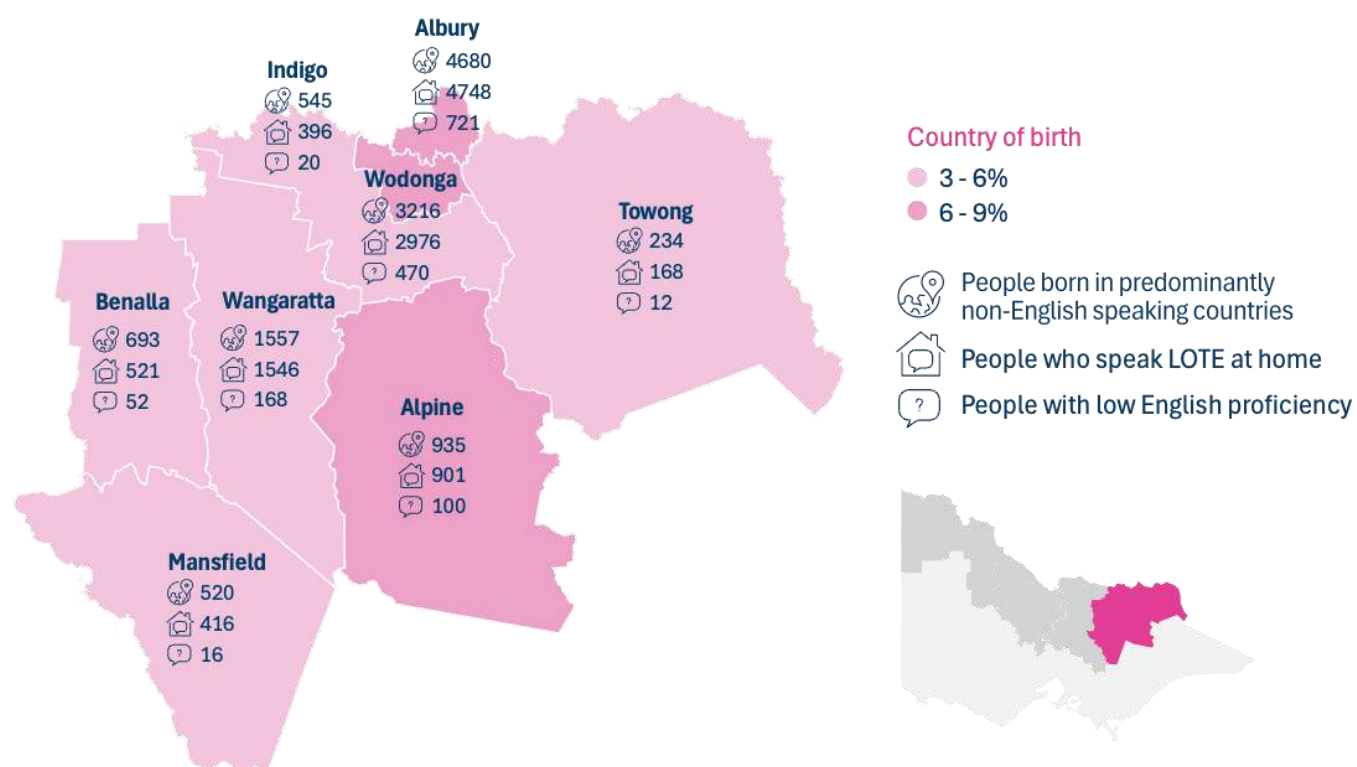 Albury
4680
4748
721
Indigo
545
396
20
Wodonga
3216
2976
470
Towong
234
168
12
Benalla
693
521
52
Wangaratta
1557
1546
168
Alpine
935
901
100
Mansfield
520
416
16
Country of birth
3 - 6%
6 - 9%
People born in predominantly
non-English speaking countries
People who speak LOTE at home
? People with low English proficiency